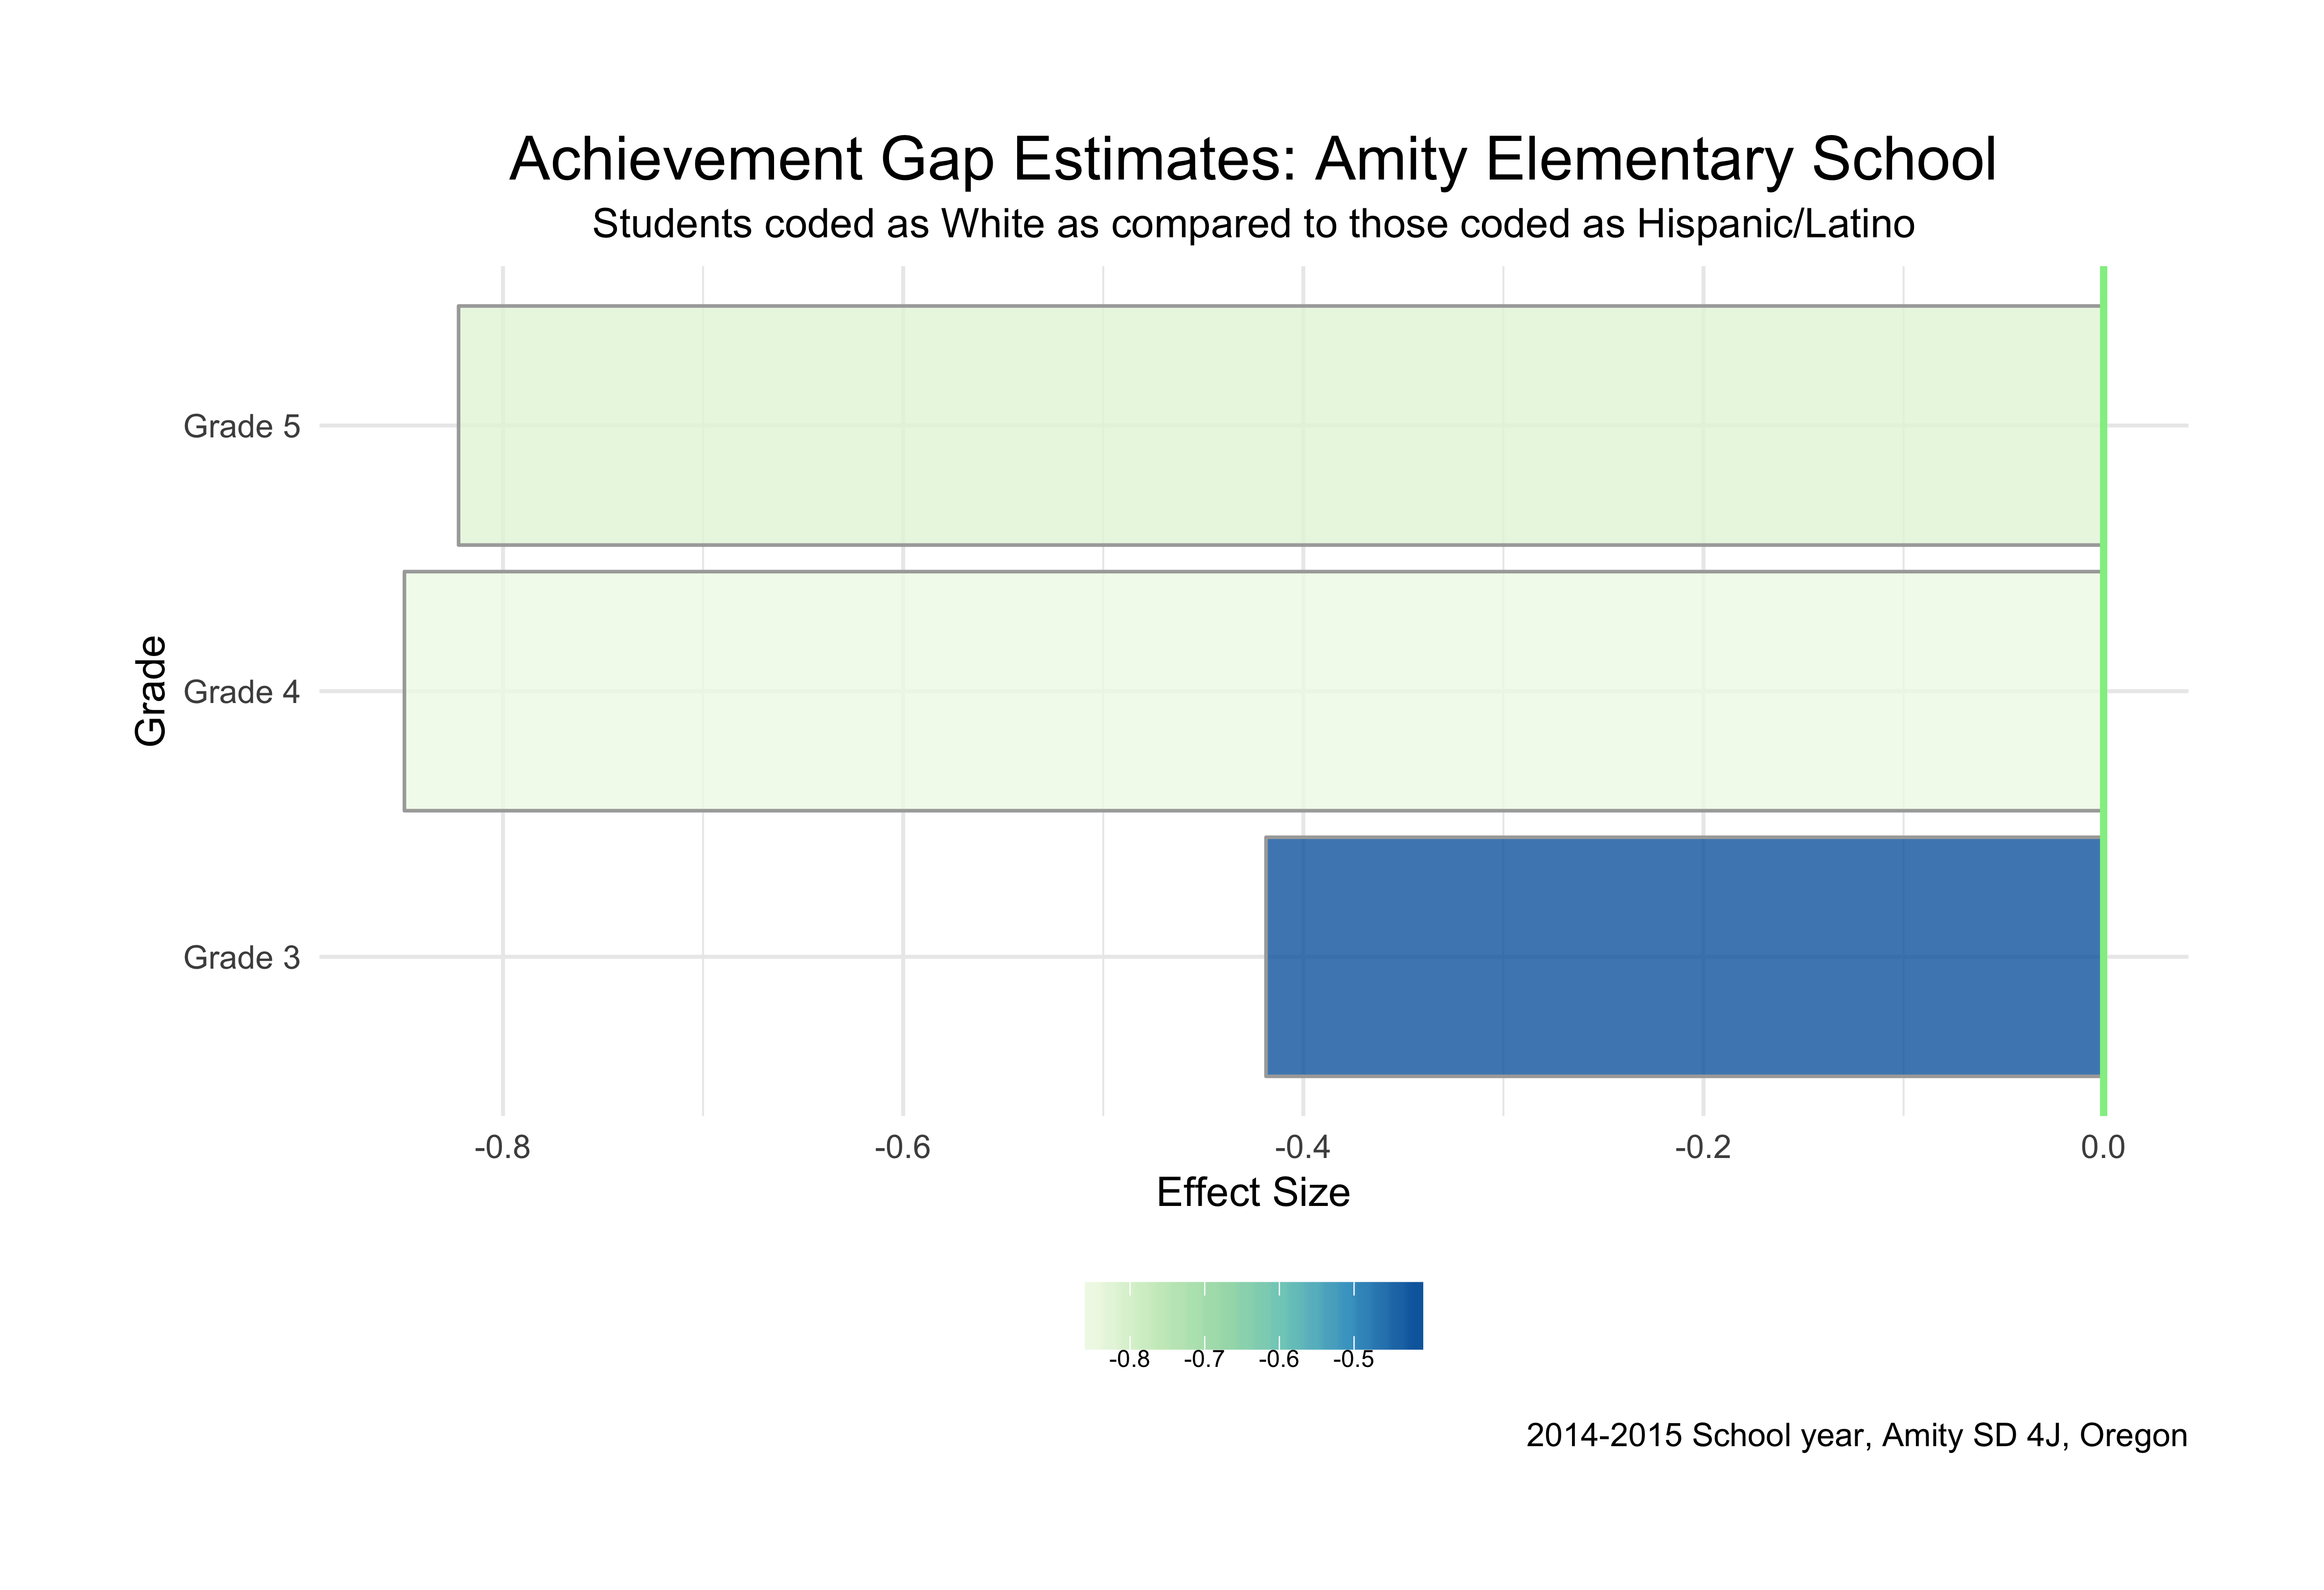 Achievement Gap Estimates: Amity Elementary School
Students coded as White as compared to those coded as Hispanic/Latino
Grade
Grade 5
Grade 4
Grade 3
-0.8 -0.6 -0.4 -0.2 0.0
Effect Size
-0.8 -0.7 -0.6 -0.5
2014-2015 School year, Amity SD 4J, Oregon